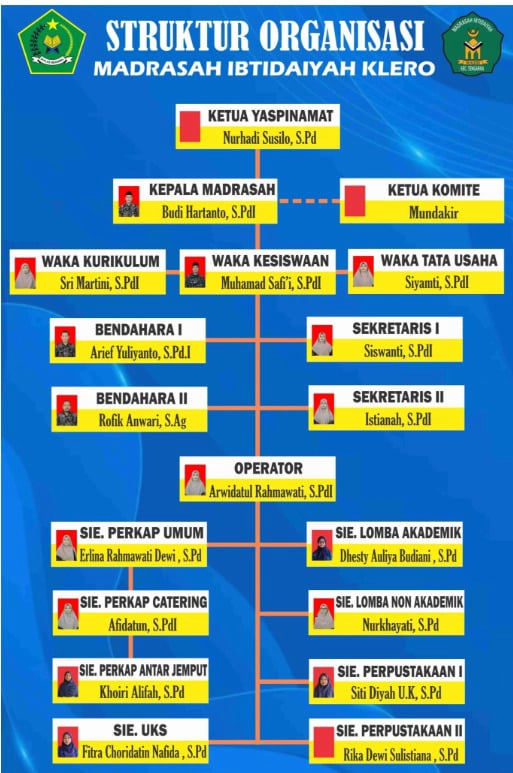 STRUKTUR ORGANISASI
MADRASAH IBTIDAIYAH KLERO
MADRASAH IBTIDAIYAH
KEC. TENGARAN
KETUA YASPINAMAT
Nurhadi Susilo, S.Pd
KEPALA MADRASAH
Budi Hartanto, S.PdI
KETUA KOMITE
Mundakir
WAKA KURIKULUM
Sri Martini, S.PdI
WAKA KESISWAAN
Muhamad Safi'i, S.PdI
WAKA TATA USAHA
Siyamti, S.PdI
BENDAHARA I
Arief Yuliyanto, S.Pd.I
SEKRETARIS I
Siswanti, S.PdI
BENDAHARA II
Rofik Anwari, S.Ag
SEKRETARIS II
Istianah, S.PdI
OPERATOR
Arwidatul Rahmawati, S.PdI
SIE. PERKAP UMUM
Erlina Rahmawati Dewi , S.Pd
SIE. LOMBA AKADEMIK
Dhesty Auliya Budiani , S.Pd
SIE. PERKAP CATERING
Afidatun, S.PdI
SIE. LOMBA NON AKADEMIK
Nurkhayati, S.Pd
SIE. PERKAP ANTAR JEMPUT
Khoiri Alifah, S.Pd
SIE. PERPUSTAKAAN I
Siti Diyah U.K, S.Pd
SIE. UKS
Fitra Choridatin Nafida , S.Pd
SIE. PERPUSTAKAAN II
Rika Dewi Sulistiana , S.Pd